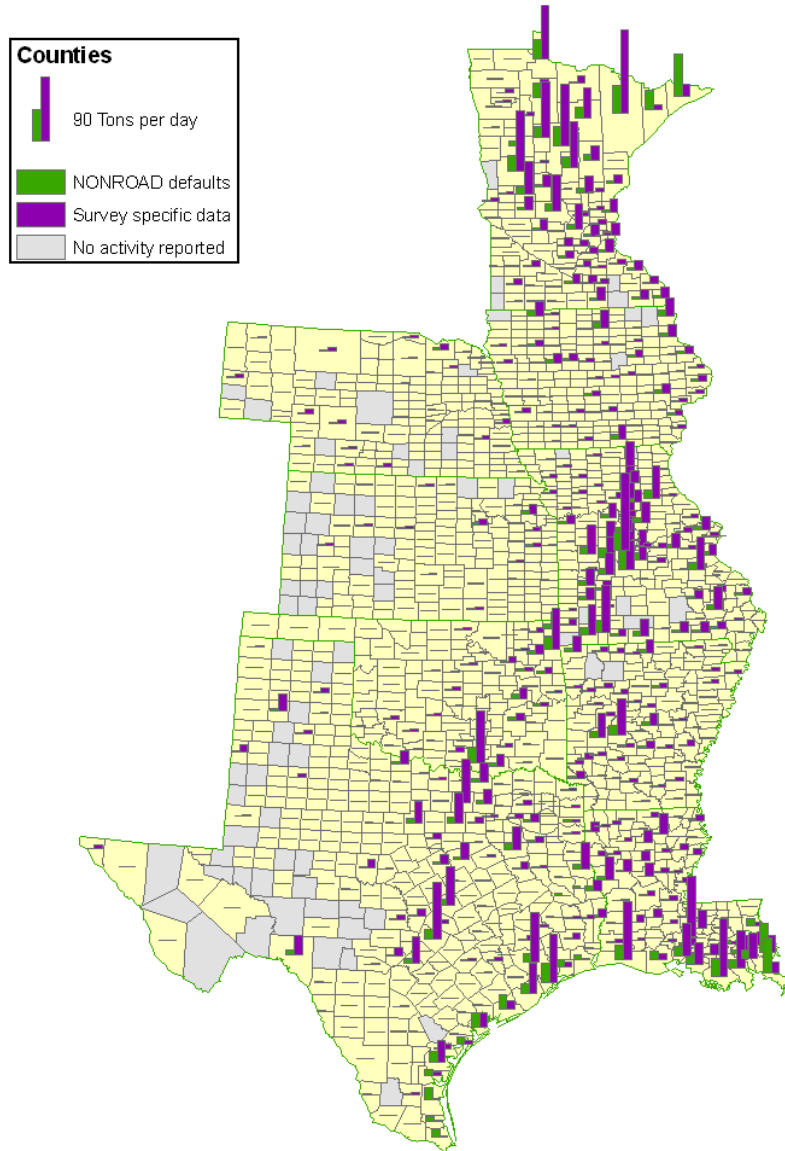 Counties
90 Tons per day
NONROAD defaults
Survey specific data
No activity reported